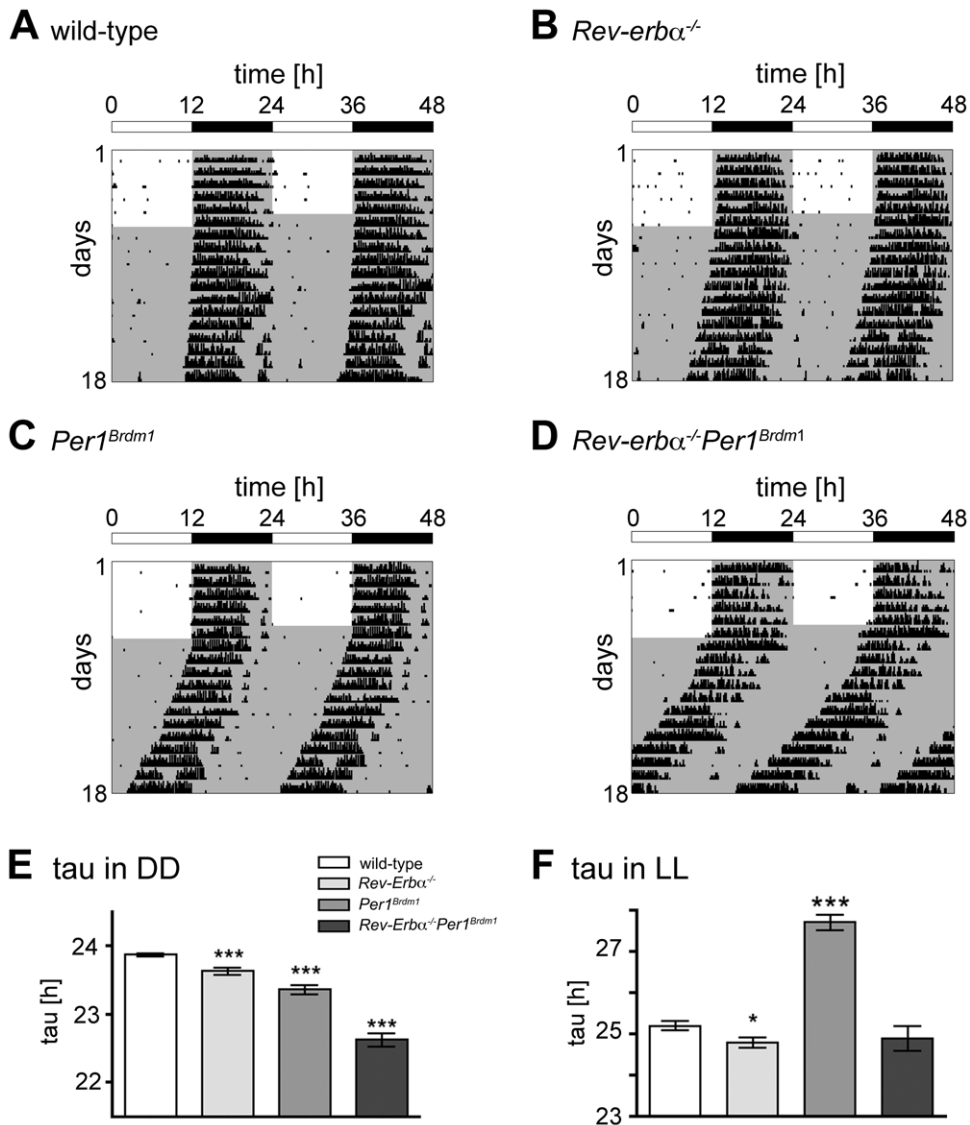 A wild-type
time [h]
0 12 24 36 48
1
days
18
B Rev-erbα-/-
time [h]
0 12 24 36 48
1
days
18
C Per1Brdm1
time [h]
0 12 24 36 48
1
days
18
D Rev-erbα-/-Per1Brdm1
time [h]
0 12 24 36 48
1
days
18
E tau in DD
wild-type
Rev-Erbα-/-
Per1Brdm1
Rev-Erbα-/-Per1Brdm1
tau [h]
24
23
22
***
***
***
F tau in LL
tau [h]
27
25
23
*
***